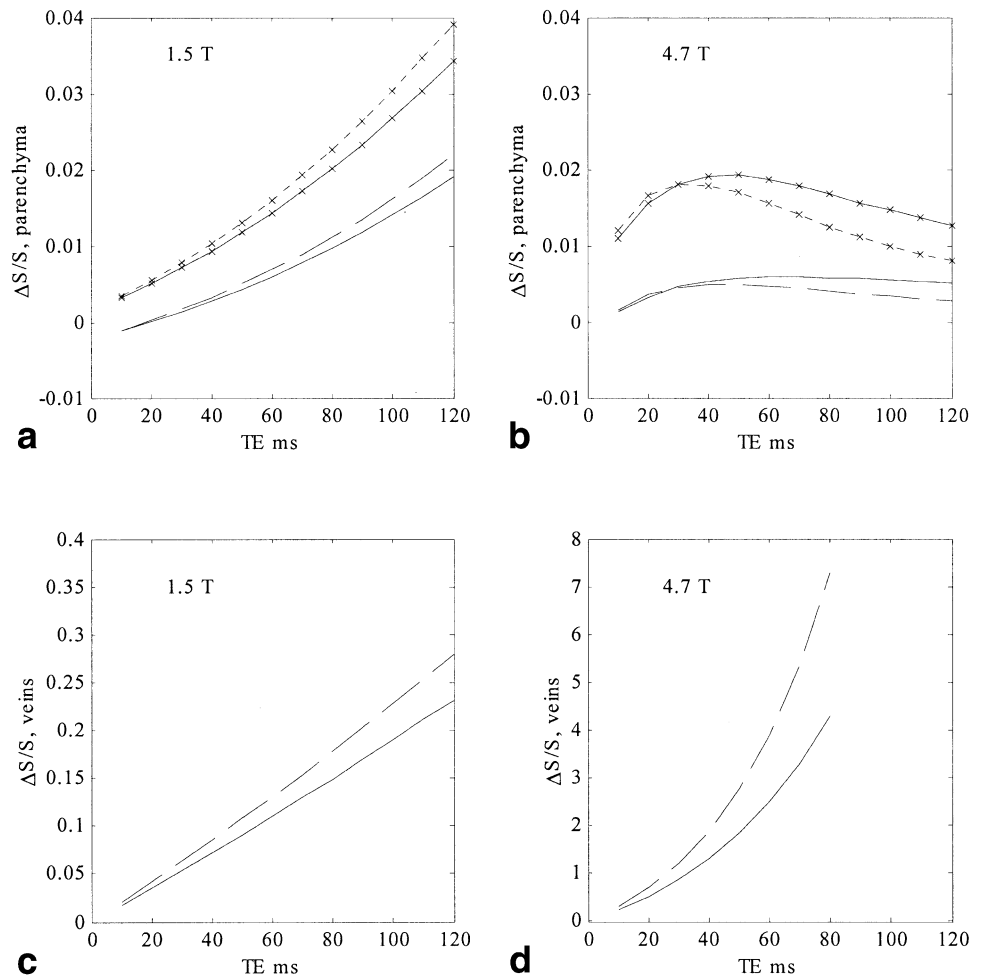 0.04
0.03
0.02
0.01
0
-0.01
ΔS/S, parenchyma
1.5 T
0 20 40 60 80 100 120
TE ms
a
0.04
0.03
0.02
0.01
0
-0.01
ΔS/S, parenchyma
4.7 T
0 20 40 60 80 100 120
TE ms
b
0.4
0.35
0.3
0.25
0.2
0.15
0.1
0.05
0
ΔS/S, veins
1.5 T
0 20 40 60 80 100 120
TE ms
c
8
7
6
5
4
3
2
1
0
ΔS/S, veins
4.7 T
0 20 40 60 80 100 120
TE ms
d